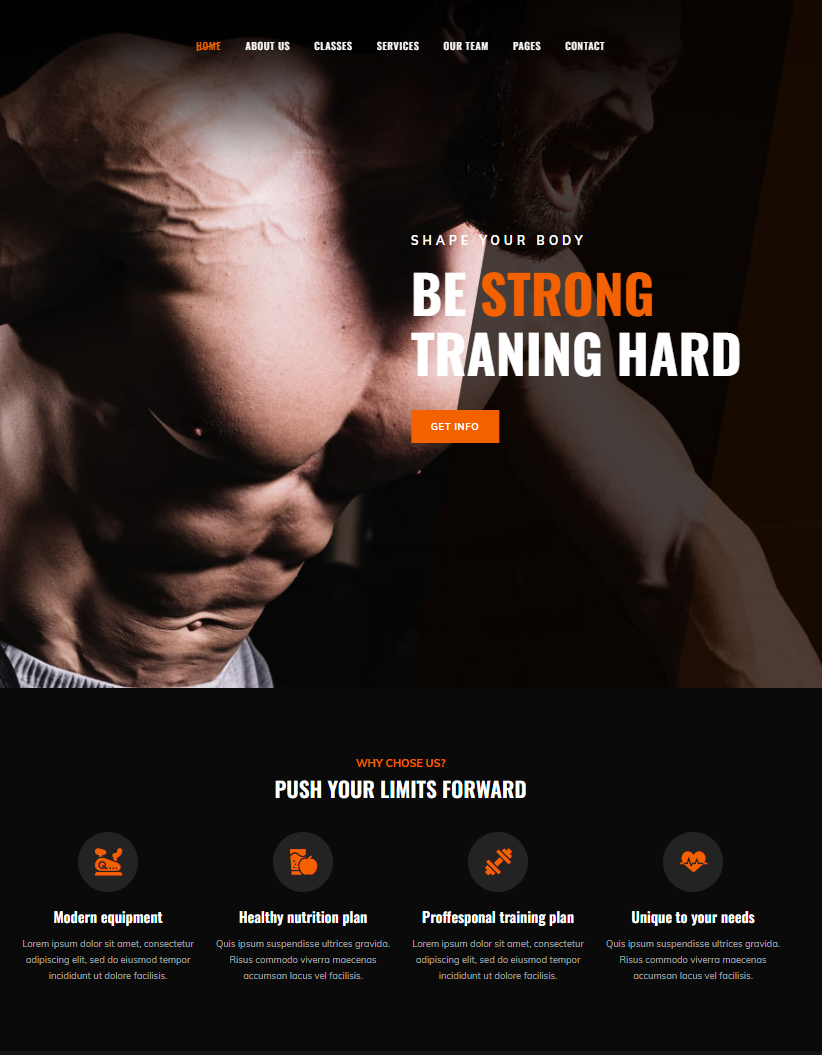 HOME ABOUT US CLASSES SERVICES OUR TEAM PAGES CONTACT
SHAPE YOUR BODY
BE STRONG
TRANING HARD
GET INFO
WHY CHOSE US?
PUSH YOUR LIMITS FORWARD
Modern equipment
Lorem ipsum dolor sit amet, consectetur
adipiscing elit, sed do eiusmod tempor
incididunt ut dolore facilisis.
Healthy nutrition plan
Quis ipsum suspendisse ultrices gravida.
Risus commodo viverra maecenas
accumsan lacus vel facilisis.
Proffesponal training plan
Lorem ipsum dolor sit amet, consectetur
adipiscing elit, sed do eiusmod tempor
incididunt ut dolore facilisis.
Unique to your needs
Quis ipsum suspendisse ultrices gravida.
Risus commodo viverra maecenas
accumsan lacus vel facilisis.